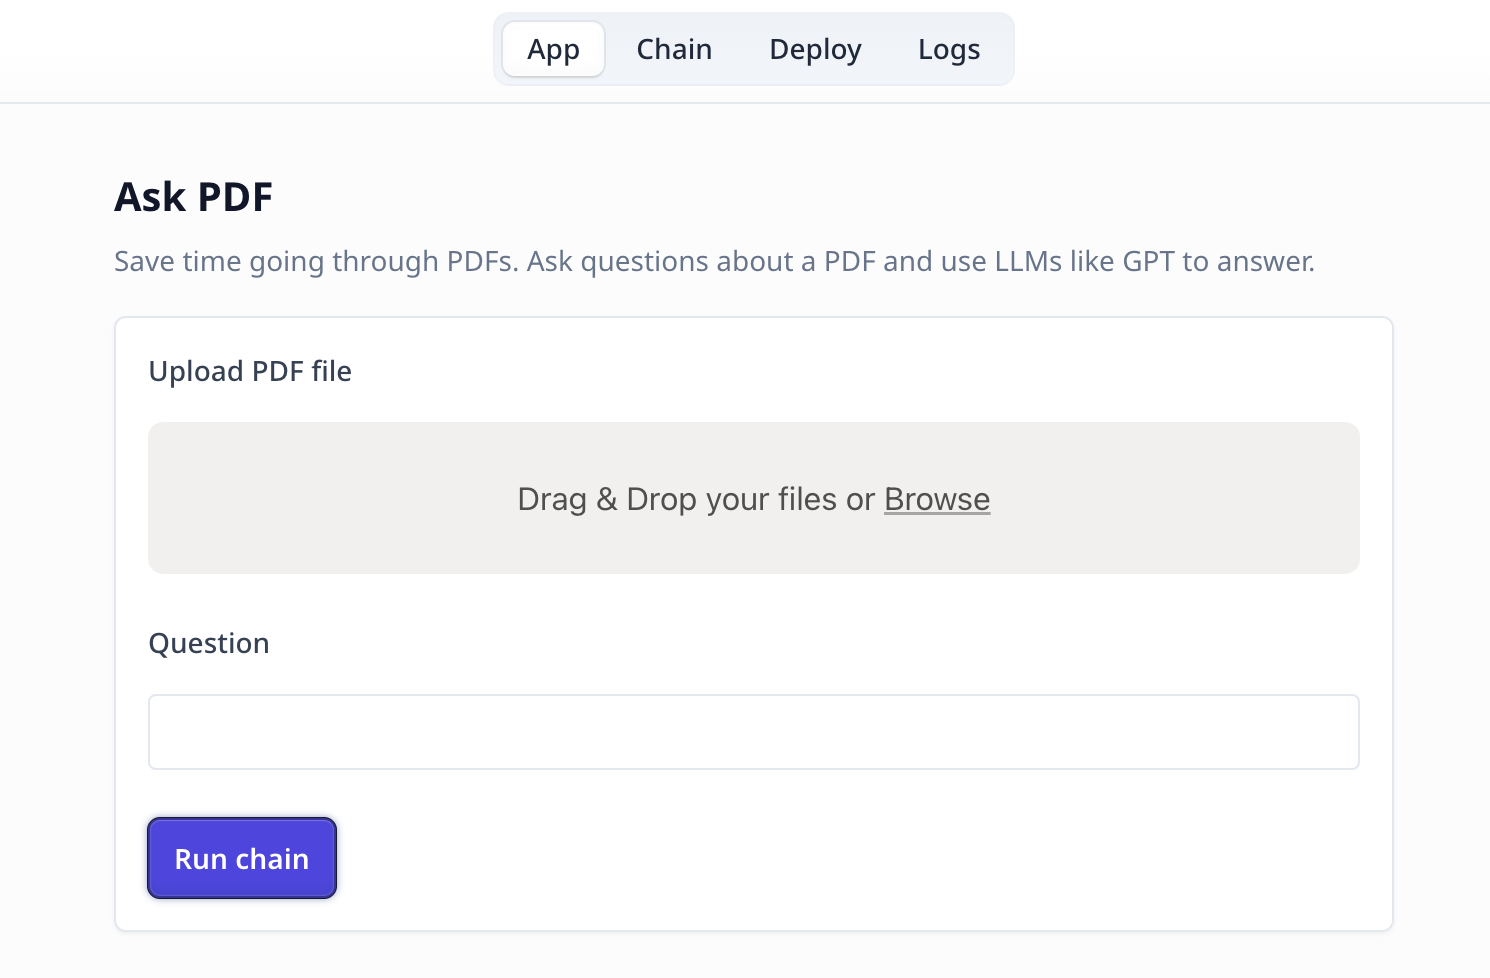 App Chain Deploy Logs
Ask PDF
Save time going through PDFs. Ask questions about a PDF and use LLMs like GPT to answer.
Upload PDF file
Drag & Drop your files or Browse
Question
Run chain